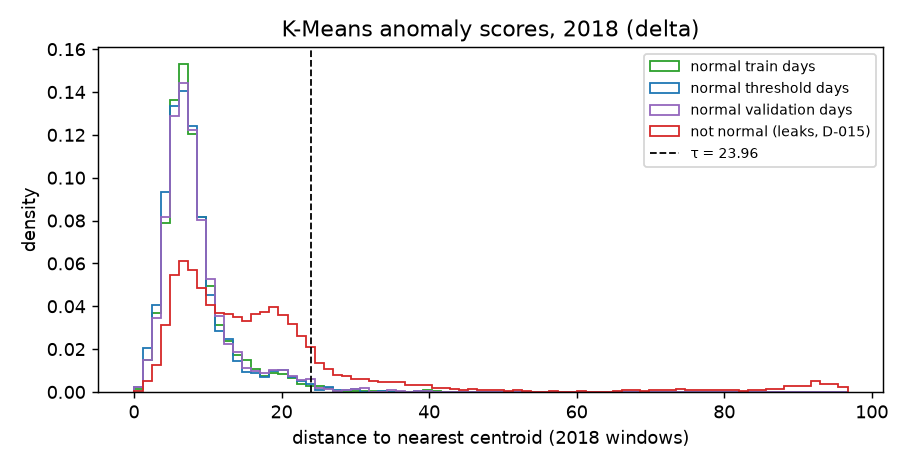 K-Means anomaly scores, 2018 (delta)
0.16
0.14
0.12
0.10
0.08
0.06
0.04
0.02
0.00
density
normal train days
normal threshold days
normal validation days
not normal (leaks, D-015)
τ = 23.96
0 20 40 60 80 100
distance to nearest centroid (2018 windows)